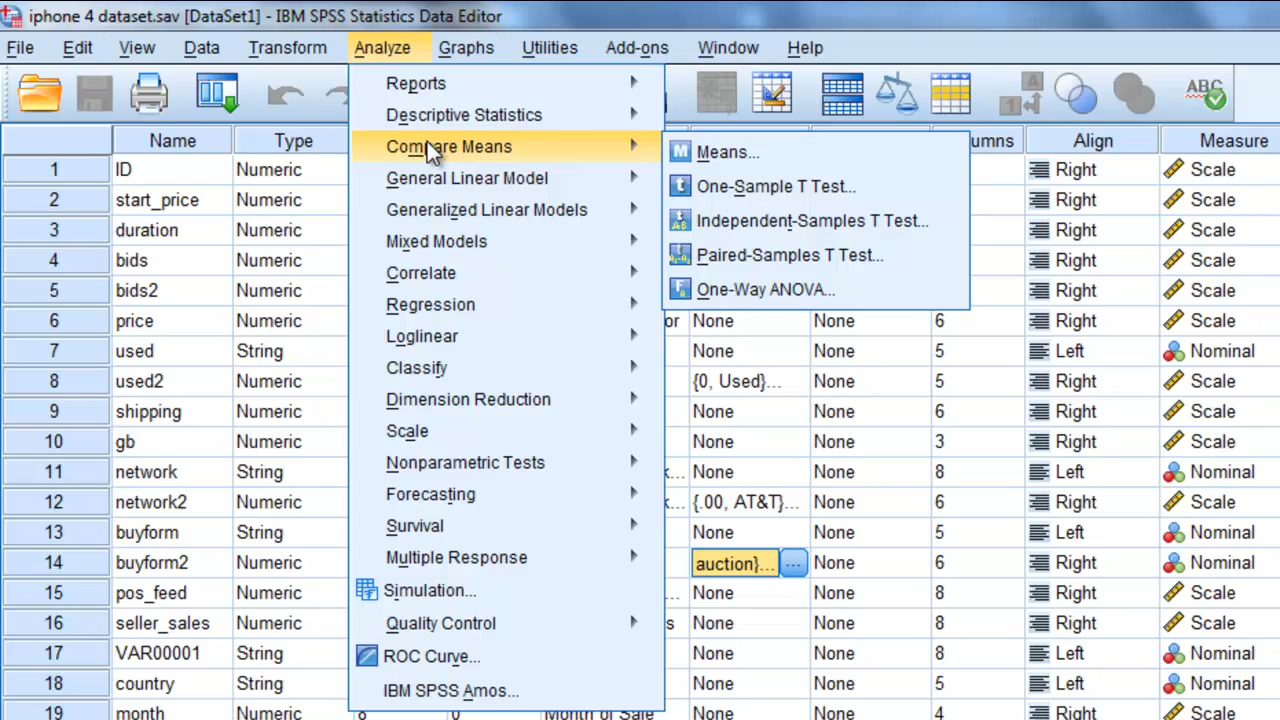 iphone 4 dataset.sav [DataSet1] - IBM SPSS Statistics Data Editor
File Edit View Data Transform Analyze Graphs Utilities Add-ons Window Help
Reports
Descriptive Statistics
Compare Means
General Linear Model
Generalized Linear Models
Mixed Models
Correlate
Regression
Loglinear
Classify
Dimension Reduction
Scale
Nonparametric Tests
Forecasting
Survival
Multiple Response
Simulation...
Quality Control
ROC Curve...
IBM SPSS Amos...
Means...
One-Sample T Test...
Independent-Samples T Test...
Paired-Samples T Test...
One-Way ANOVA...
A
1
ABC
Name Type umns Align Measure
1 ID Numeric Right Scale
2 start_price Numeric Right Scale
3 duration Numeric Right Scale
4 bids Numeric Right Scale
5 bids2 Numeric Right Scale
6 price Numeric or None None 6 Right Scale
7 used String None None 5 Left Nominal
8 used2 Numeric {0, Used}... None 5 Right Scale
9 shipping Numeric None None 6 Right Scale
10 gb Numeric None None 3 Right Scale
11 network String k... None None 8 Left Nominal
12 network2 Numeric k... {.00, AT&T}... None 6 Right Scale
13 buyform String None None 5 Left Nominal
14 buyform2 Numeric auction}... ... None 6 Right Nominal
15 pos_feed Numeric ... None None 8 Right Scale
16 seller_sales Numeric s None None 8 Right Scale
17 VAR00001 String None None 8 Left Nominal
18 country String None None 5 Left Nominal
19 month Numeric 8 0 Month of Sale None None 4 Right Scale